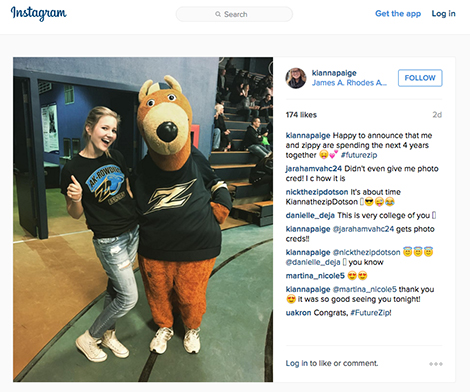 Instagram
Search
Get the app
Log in
kiannapaige
James A. Rhodes A...
FOLLOW
174 likes
2d
kiannapaige Happy to announce that me
and zippy are spending the next 4 years
together 😛💕 #futurezip
jarahamvahc24 Didn't even give me photo
cred! I c how it is
nickthezipdotson It's about time
KiannathezipDotson ▯😎😜😂
danielle_deja This is very college of you ▯
kiannapaige @jarahamvahc24 gets photo
creds!!
kiannapaige @nickthezipdotson 😇😇😇
@danielle_deja ▯ you know
martina_nicole5 😍😍
kiannapaige @martina_nicole5 thank you
😍 it was so good seeing you tonight!
uakron Congrats, #FutureZip!
Log in to like or comment.
Z